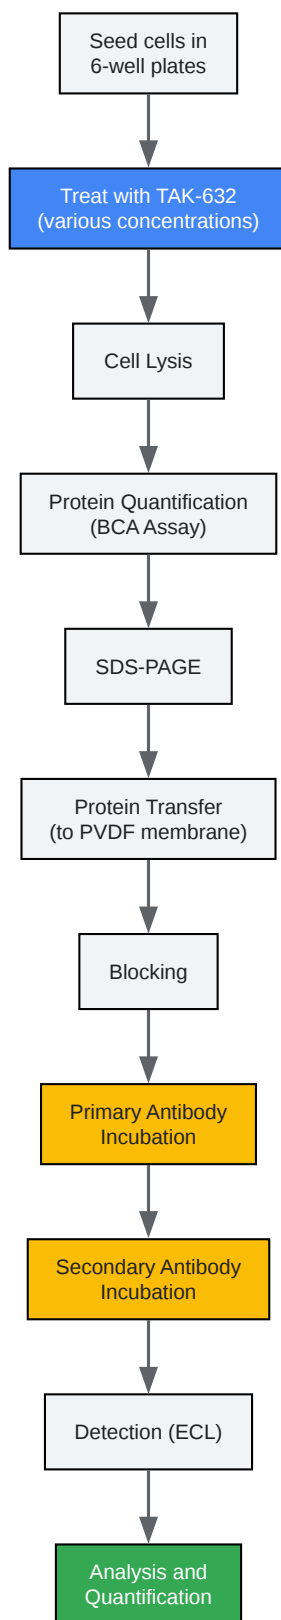 Seed cells in
6-well plates
Treat with TAK-632
(various concentrations)
Cell Lysis
Protein Quantification
(BCA Assay)
SDS-PAGE
Protein Transfer
(to PVDF membrane)
Blocking
Primary Antibody
Incubation
Secondary Antibody
Incubation
Detection (ECL)
Analysis and
Quantification